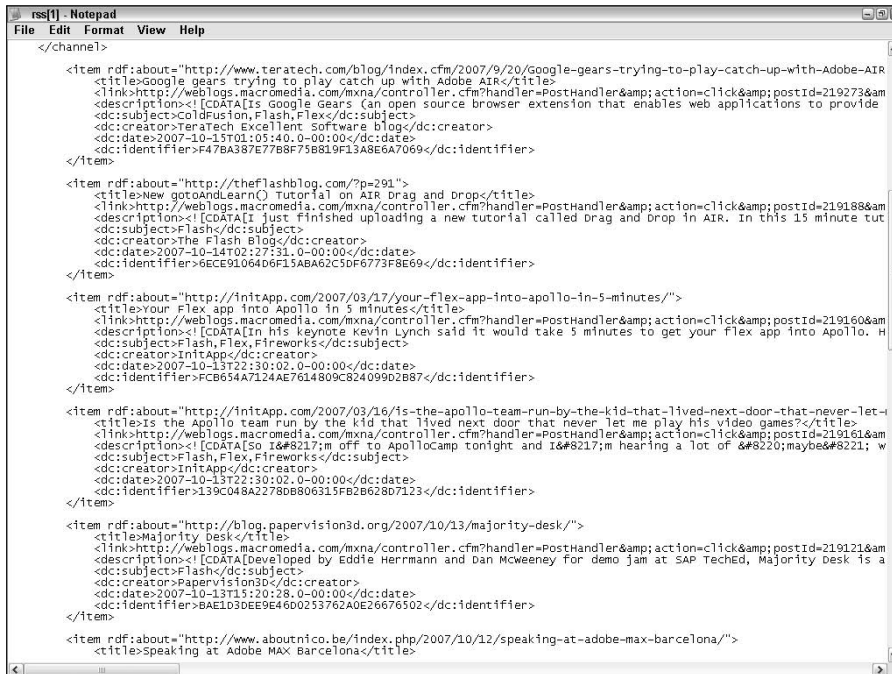 rss[1] - Notepad
File Edit Format View Help
</channel>
<item rdf:about="http://www.teratech.com/blog/index.cfm/2007/9/20/Google-gears-trying-to-play-catch-up-with-Adobe-AIR
<title>Google gears trying to play catch up with Adobe AIR</title>
<link>http://weblogs.macromedia.com/mxna/controller.cfm?handler=PostHandler&amp;action=click&amp;postId=219273&am
<description><![CDATA[Is Google Gears (an open source browser extension that enables web applications to provide
<dc:subject>ColdFusion,Flash,Flex</dc:subject>
<dc:creator>TeraTech Excellent Software blog</dc:creator>
<dc:date>2007-10-15T01:05:40.0-00:00</dc:date>
<dc:identifier>F47BA387E77B8F75B819F13A8E6A7069</dc:identifier>
</item>
<item rdf:about="http://theflashblog.com/?p=291">
<title>New gotoAndLearn() Tutorial on AIR Drag and Drop</title>
<link>http://weblogs.macromedia.com/mxna/controller.cfm?handler=PostHandler&amp;action=click&amp;postId=219188&am
<description><![CDATA[I just finished uploading a new tutorial called Drag and Drop in AIR. In this 15 minute tut
<dc:subject>Flash</dc:subject>
<dc:creator>The Flash Blog</dc:creator>
<dc:date>2007-10-14T02:27:31.0-00:00</dc:date>
<dc:identifier>6ECE91064D6F15ABA62C5DF6773F8E69</dc:identifier>
</item>
<item rdf:about="http://initApp.com/2007/03/17/your-flex-app-into-apollo-in-5-minutes/">
<title>Your Flex app into Apollo in 5 minutes</title>
<link>http://weblogs.macromedia.com/mxna/controller.cfm?handler=PostHandler&amp;action=click&amp;postId=219160&am
<description><![CDATA[In his keynote Kevin Lynch said it would take 5 minutes to get your flex app into Apollo. H
<dc:subject>Flash,Flex,Fireworks</dc:subject>
<dc:creator>InitApp</dc:creator>
<dc:date>2007-10-13T22:30:02.0-00:00</dc:date>
<dc:identifier>FCB654A7124AE7614809C824099D2B87</dc:identifier>
</item>
<item rdf:about="http://initApp.com/2007/03/16/is-the-apollo-team-run-by-the-kid-that-lived-next-door-that-never-let-
<title>Is the Apollo team run by the kid that lived next door that never let me play his video games?</title>
<link>http://weblogs.macromedia.com/mxna/controller.cfm?handler=PostHandler&amp;action=click&amp;postId=219161&am
<description><![CDATA[So I&#8217;m off to ApolloCamp tonight and I&#8217;m hearing a lot of &#8220;maybe&#8221; w
<dc:subject>Flash,Flex,Fireworks</dc:subject>
<dc:creator>InitApp</dc:creator>
<dc:date>2007-10-13T22:30:02.0-00:00</dc:date>
<dc:identifier>139C048A2278DB806315FB2B628D7123</dc:identifier>
</item>
<item rdf:about="http://blog.papervision3d.org/2007/10/13/majority-desk/">
<title>Majority Desk</title>
<link>http://weblogs.macromedia.com/mxna/controller.cfm?handler=PostHandler&amp;action=click&amp;postId=219121&am
<description><![CDATA[Developed by Eddie Herrmann and Dan McWeeney for demo jam at SAP TechEd, Majority Desk is a
<dc:subject>Flash</dc:subject>
<dc:creator>Papervision3D</dc:creator>
<dc:date>2007-10-13T15:20:28.0-00:00</dc:date>
<dc:identifier>BAE1D3DEE9E46D0253762A0E26676502</dc:identifier>
</item>
<item rdf:about="http://www.aboutnico.be/index.php/2007/10/12/speaking-at-adobe-max-barcelona/">
<title>Speaking at Adobe MAX Barcelona</title>